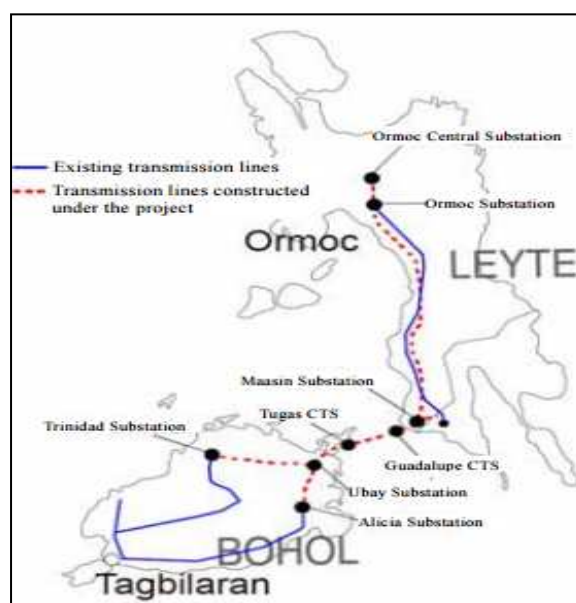 Ormoc Central Substation
Existing transmission lines
Transmission lines constructed
under the project
Ormoc Substation
Ormoc
LEYTE
Maasin Substation
Tugas CTS
Trinidad Substation
Guadalupe CTS
Ubay Substation
Alicia Substation
BOHOL
Tagbilaran